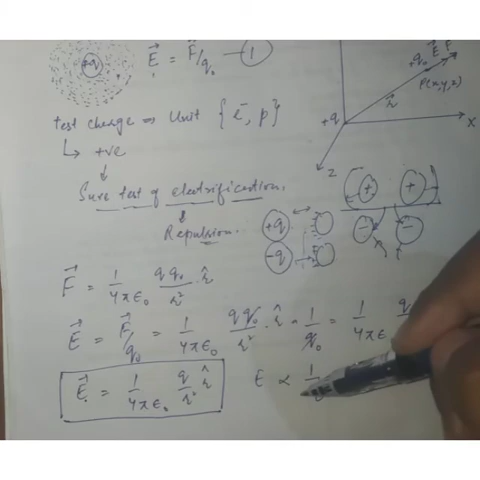 +q
E⃗ = F⃗/q₀ — 1
+q₀ E⃗ F⃗
P(x,y,z)
r⃗
+q
X
Z
test charge ⇒ Unit {e⁻, p}
↳ +ve
↓
Sure test of electrification.
↓
Repulsion.
+ +
+q − −
-q
F⃗ = 1/4πε₀ qq₀/r² . r̂
E⃗ = F⃗/q₀ = 1/4πε₀ qq₀/r² . r̂ × 1/q₀ = 1/4πε q
E⃗ = 1/4πε₀ q/r² r̂
E ∝ 1/